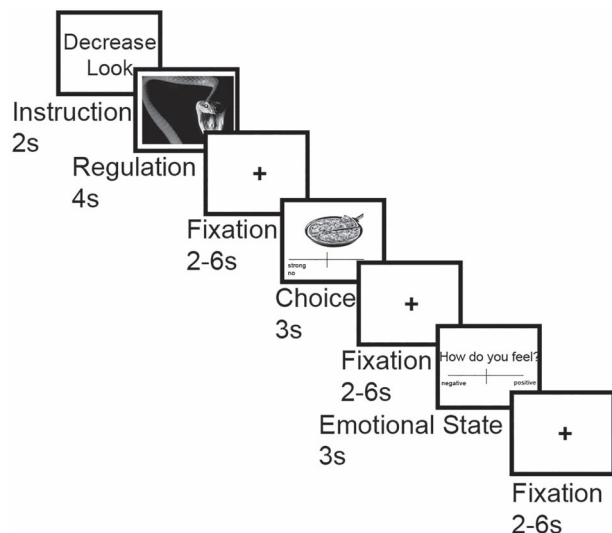 Decrease
Look
Instruction
2s
Regulation
4s
+
Fixation
2-6s
strong
no
Choice
3s
+
Fixation
2-6s
How do you feel?
negative positive
Emotional State
3s
+
Fixation
2-6s